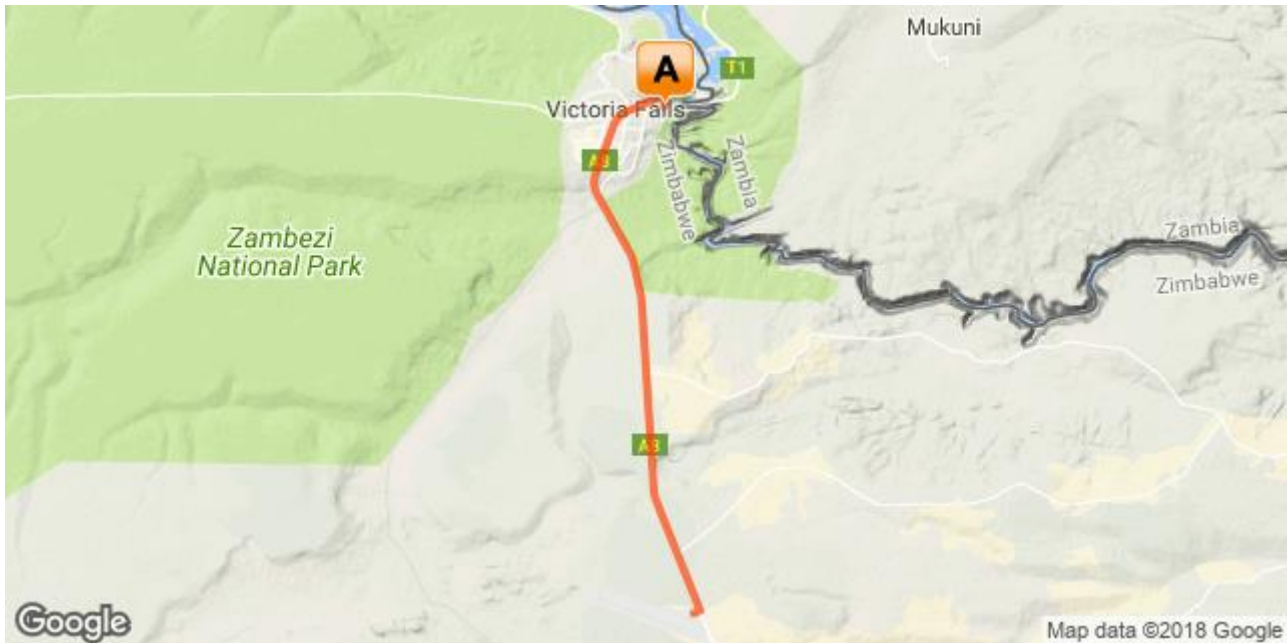 Mukuni
A
T1
Victoria Falls
A8
Zimbabwe
Zambia
Zambezi
National Park
Zambia
Zimbabwe
A8
Google
Map data ©2018 Google